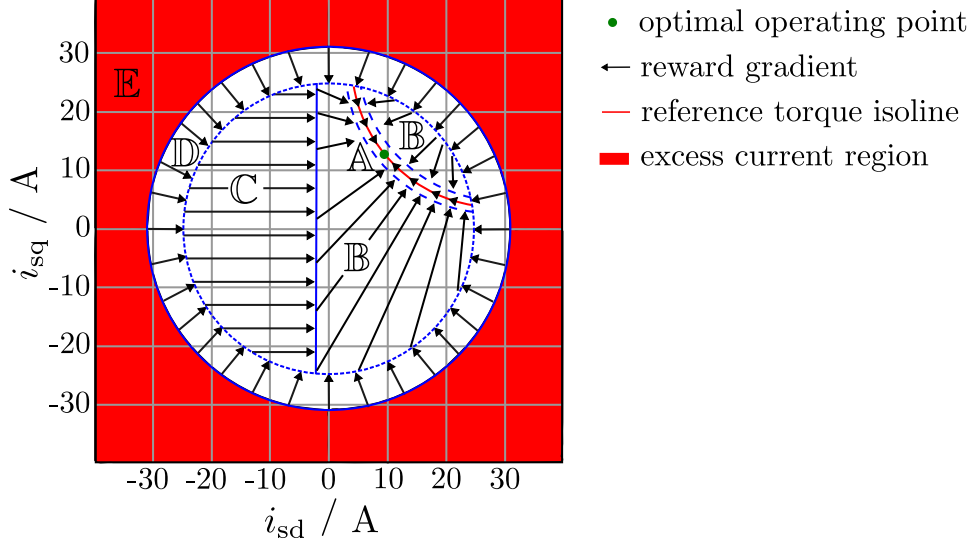 30
20
10
0
-10
-20
-30
i_sq / A
-30 -20 -10 0 10 20 30
i_sd / A
𝔼
𝔻
ℂ
A
𝔹
𝔹
optimal operating point
reward gradient
reference torque isoline
excess current region